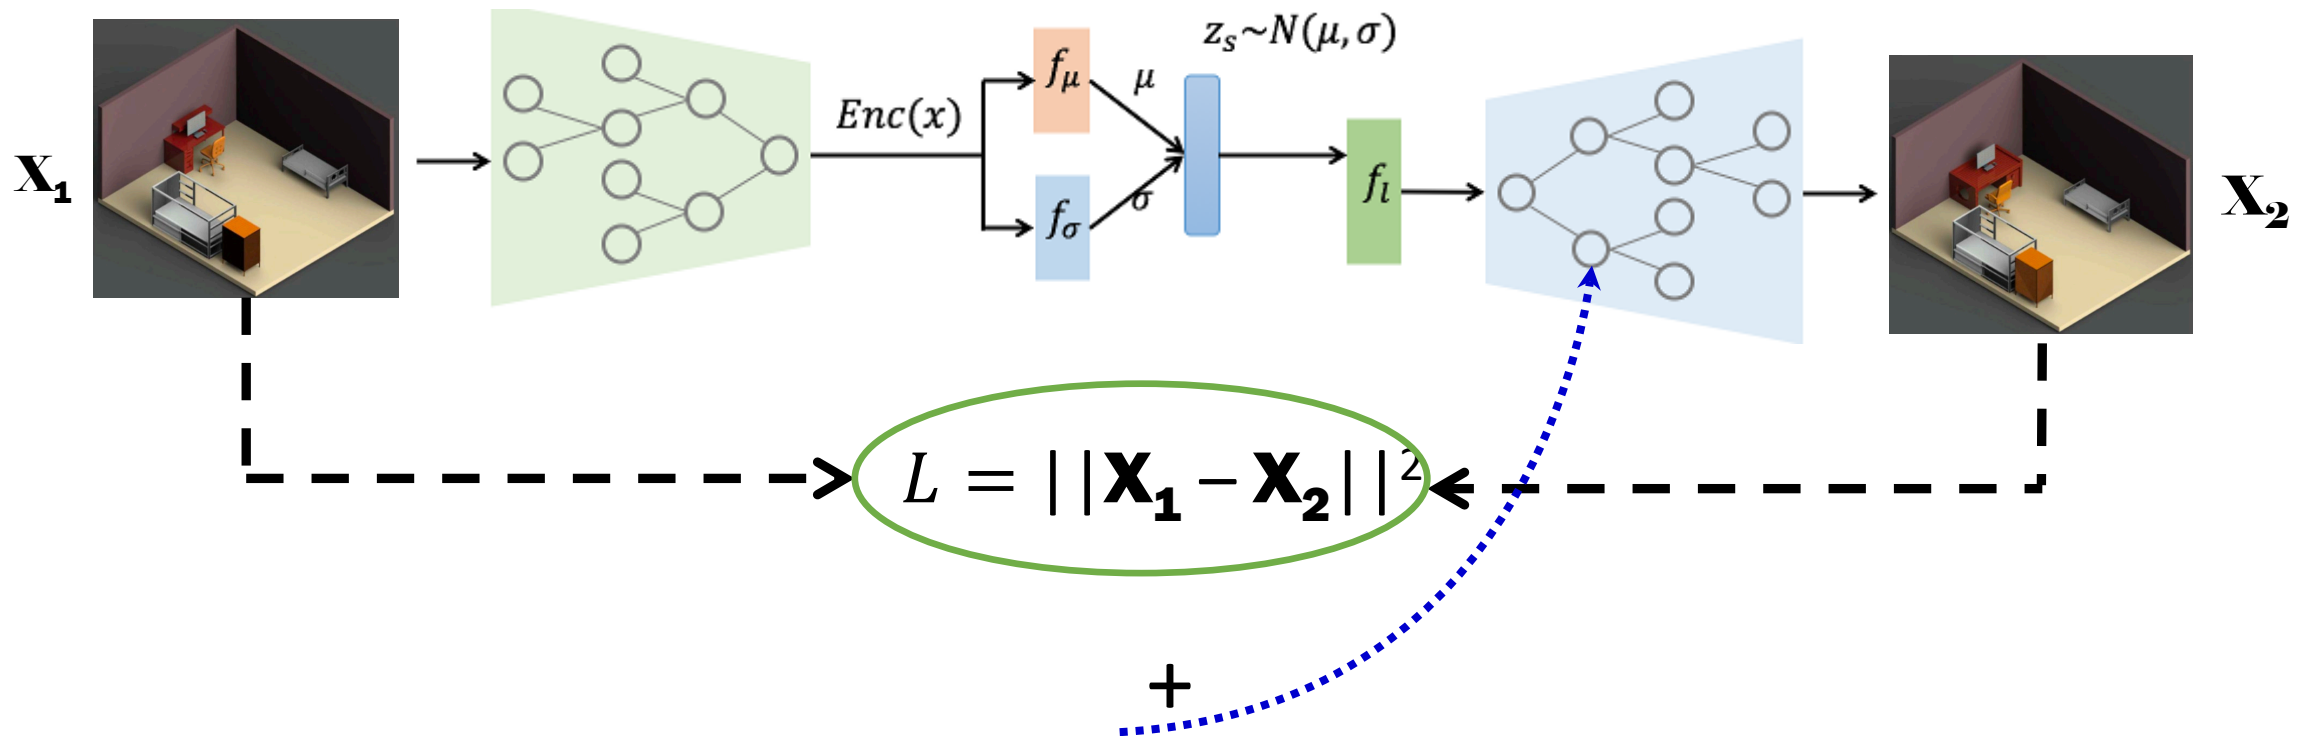 X₁
Enc(x)
f_μ
f_σ
μ
σ
z_s~N(μ, σ)
f_l
X₂
L = ||X₁ – X₂||²
+